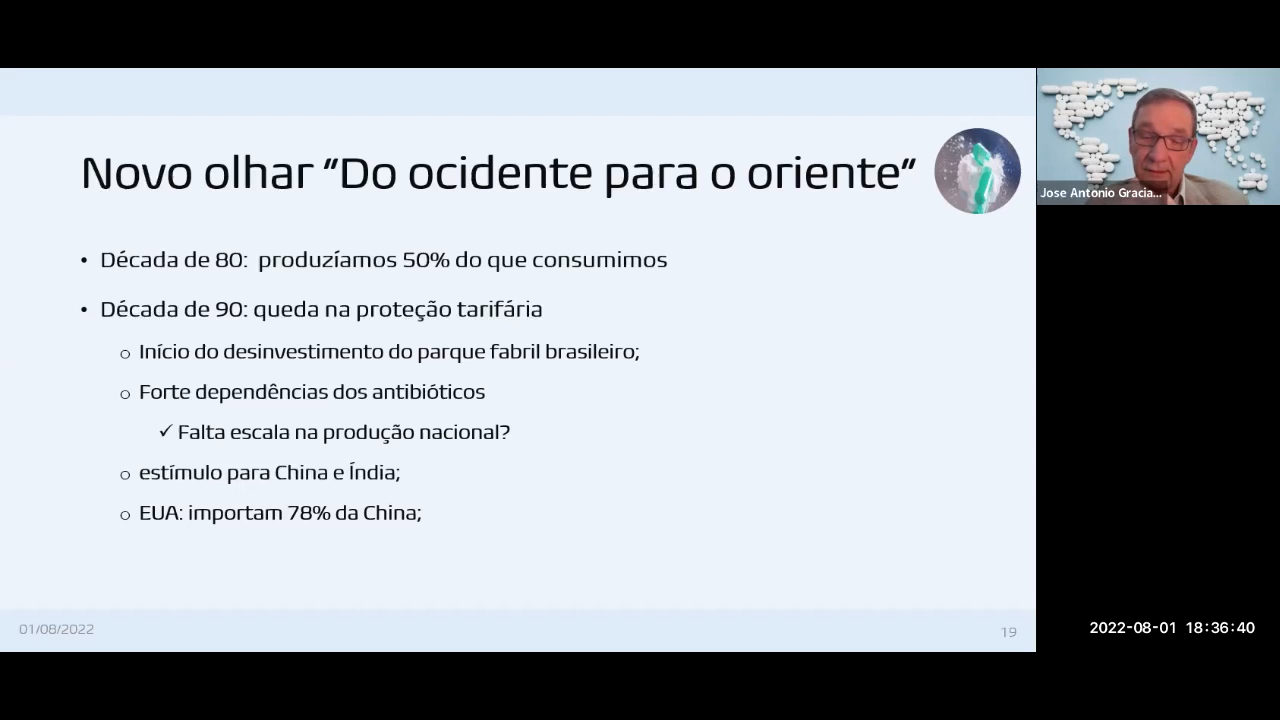 Novo olhar “Do ocidente para o oriente”
• Década de 80: produzíamos 50% do que consumimos
• Década de 90: queda na proteção tarifária
o Início do desinvestimento do parque fabril brasileiro;
o Forte dependências dos antibióticos
✓ Falta escala na produção nacional?
o estímulo para China e Índia;
o EUA: importam 78% da China;
01/08/2022
19
Jose Antonio Gracia...
2022-08-01 18:36:40